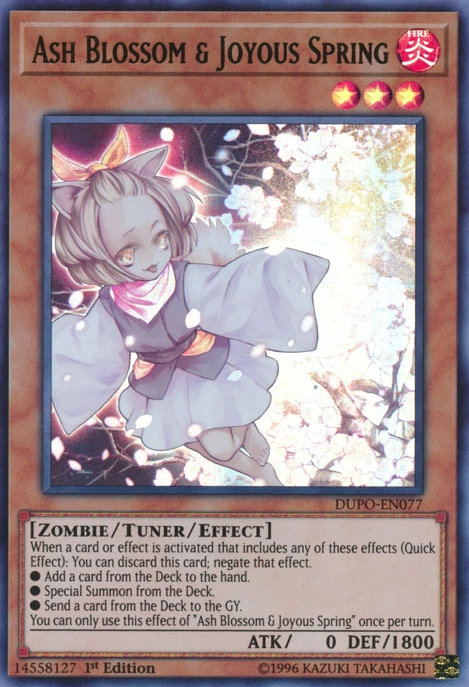 ASH BLOSSOM & JOYOUS SPRING
FIRE
炎
DUPO-EN077
[ZOMBIE/TUNER/EFFECT]
When a card or effect is activated that includes any of these effects (Quick
Effect): You can discard this card; negate that effect.
● Add a card from the Deck to the hand.
● Special Summon from the Deck.
● Send a card from the Deck to the GY.
You can only use this effect of "Ash Blossom & Joyous Spring" once per turn.
ATK/ 0 DEF/1800
14558127 1st Edition ©1996 KAZUKI TAKAHASHI